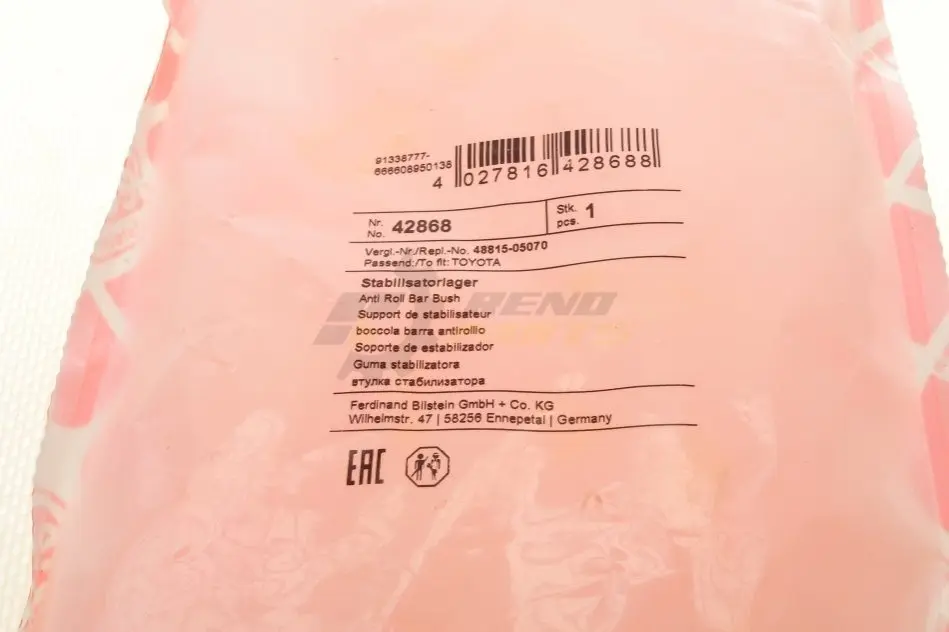 91338777-
666608950138
4 027816 428688
Nr.
No. 42868
Stk.
pcs. 1
Vergl.-Nr./Repl.-No. 48815-05070
Passend:/To fit: TOYOTA
Stabilisatorlager
Anti Roll Bar Bush
Support de stabilisateur
boccola barra antirollio
Soporte de estabilizador
Guma stabilizatora
втулка стабилизатора
Ferdinand Bilstein GmbH + Co. KG
Wilhelmstr. 47 | 58256 Ennepetal | Germany
EAC
RENO
PARTS